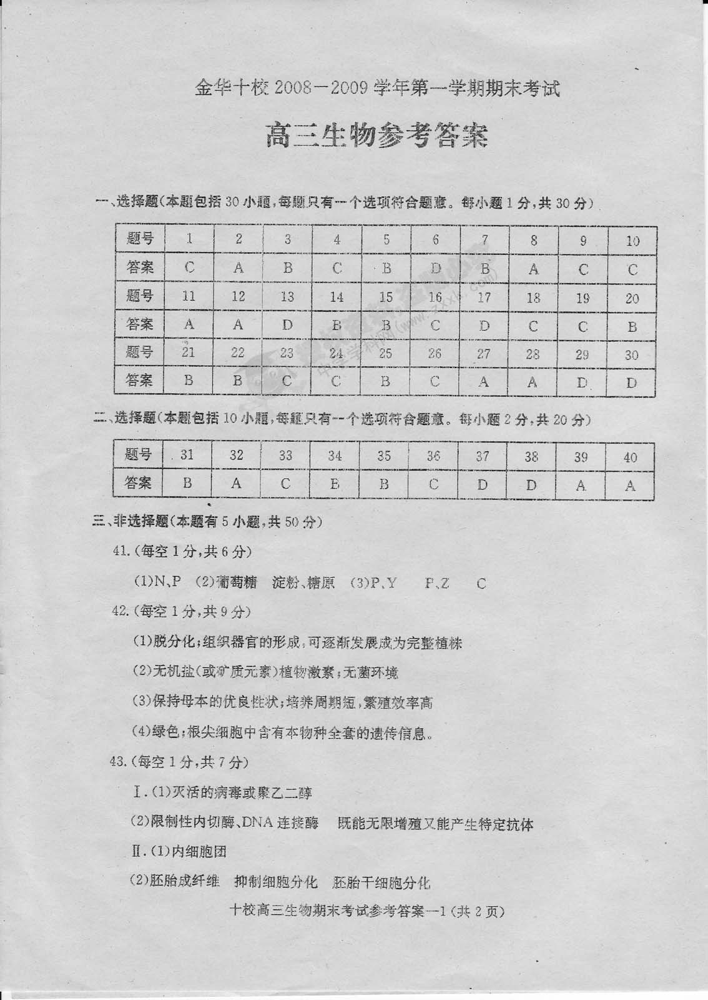 金华十校2008-2009学年第一学期期末考试
高三生物参考答案
一、选择题(本题包括30小题,每题只有一个选项符合题意。每小题1分,共30分)
题号 1 2 3 4 5 6 7 8 9 10
答案 C A B C B D B A C C
题号 11 12 13 14 15 16 17 18 19 20
答案 A A D B B C D C C B
题号 21 22 23 24 25 26 27 28 29 30
答案 B B C C B C A A D D
二、选择题(本题包括10小题,每题只有一个选项符合题意。每小题2分,共20分)
题号 31 32 33 34 35 36 37 38 39 40
答案 B A C B B C D D A A
三、非选择题(本题有5小题,共50分)
41.(每空1分,共6分)
(1)N、P (2)葡萄糖 淀粉、糖原 (3)P、Y P、Z C
42.(每空1分,共9分)
(1)脱分化;组织器官的形成,可逐渐发展成为完整植株
(2)无机盐(或矿质元素)植物激素;无菌环境
(3)保持母本的优良性状;培养周期短,繁殖效率高
(4)绿色;根尖细胞中含有本物种全套的遗传信息。
43.(每空1分,共7分)
Ⅰ.(1)灭活的病毒或聚乙二醇
(2)限制性内切酶、DNA连接酶 既能无限增殖又能产生特定抗体
Ⅱ.(1)内细胞团
(2)胚胎成纤维 抑制细胞分化 胚胎干细胞分化
十校高三生物期末考试参考答案—1(共2页)
中学学科网(www.zxxk.com)